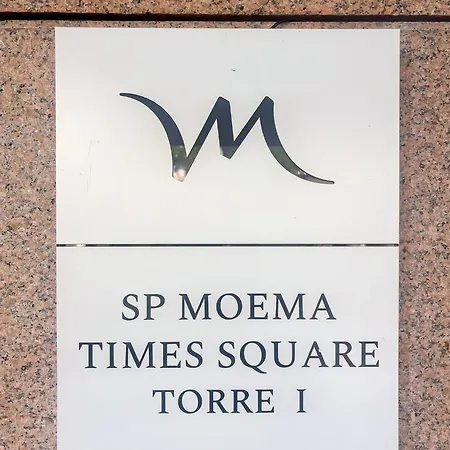 SP MOEMA
TIMES SQUARE
TORRE I